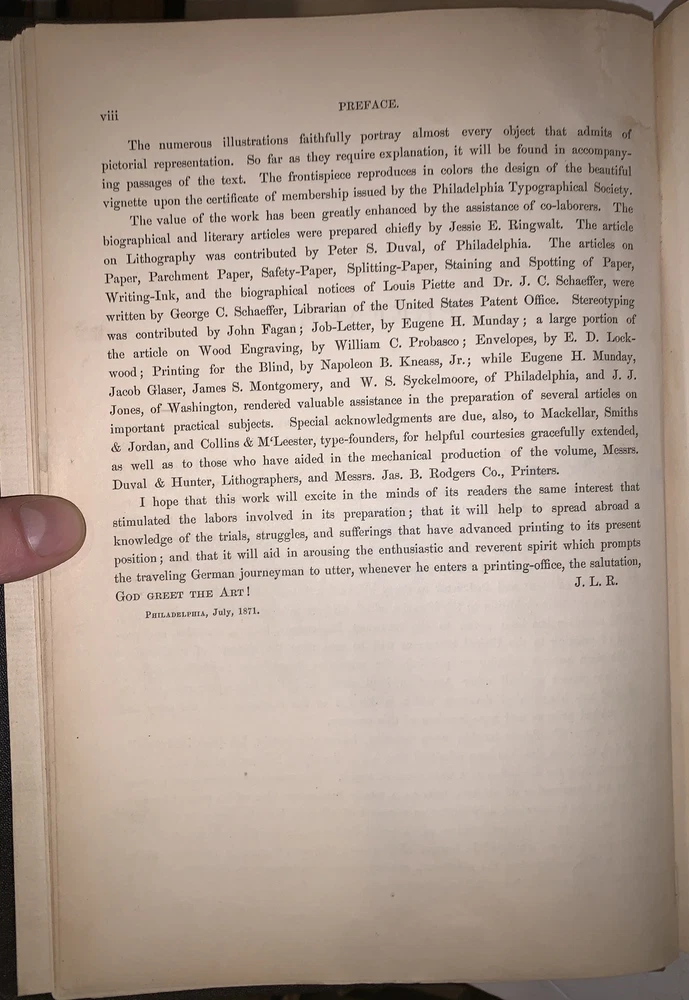 viii
PREFACE.
The numerous illustrations faithfully portray almost every object that admits of
pictorial representation. So far as they require explanation, it will be found in accompany-
ing passages of the text. The frontispiece reproduces in colors the design of the beautiful
vignette upon the certificate of membership issued by the Philadelphia Typographical Society.
The value of the work has been greatly enhanced by the assistance of co-laborers. The
biographical and literary articles were prepared chiefly by Jessie E. Ringwalt. The article
on Lithography was contributed by Peter S. Duval, of Philadelphia. The articles on
Paper, Parchment Paper, Safety-Paper, Splitting-Paper, Staining and Spotting of Paper,
Writing-Ink, and the biographical notices of Louis Piette and Dr. J. C. Schaeffer, were
written by George C. Schaeffer, Librarian of the United States Patent Office. Stereotyping
was contributed by John Fagan; Job-Letter, by Eugene H. Munday; a large portion of
the article on Wood Engraving, by William C. Probasco; Envelopes, by E. D. Lock-
wood; Printing for the Blind, by Napoleon B. Kneass, Jr.; while Eugene H. Munday,
Jacob Glaser, James S. Montgomery, and W. S. Syckelmoore, of Philadelphia, and J. J.
Jones, of Washington, rendered valuable assistance in the preparation of several articles on
important practical subjects. Special acknowledgments are due, also, to Mackellar, Smiths
& Jordan, and Collins & M‘Leester, type-founders, for helpful courtesies gracefully extended,
as well as to those who have aided in the mechanical production of the volume, Messrs.
Duval & Hunter, Lithographers, and Messrs. Jas. B. Rodgers Co., Printers.
I hope that this work will excite in the minds of its readers the same interest that
stimulated the labors involved in its preparation; that it will help to spread abroad a
knowledge of the trials, struggles, and sufferings that have advanced printing to its present
position; and that it will aid in arousing the enthusiastic and reverent spirit which prompts
the traveling German journeyman to utter, whenever he enters a printing-office, the salutation,
GOD GREET THE ART!
J. L. R.
PHILADELPHIA, July, 1871.